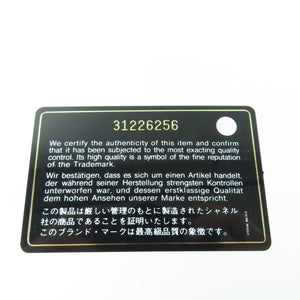 31226256
We certify the authenticity of this item and confirm
that it has been subjected to the most exacting quality
control. Its high quality is a symbol of the fine reputation
of the Trademark.
Wir bestätigen, dass es sich um einen Artikel handelt,
der während seiner Herstellung strengsten Kontrollen
unterworfen war, und dessen erstklassige Qualität
dem hohen Ansehen unserer Marke entspricht.
この製品は厳しい管理のもとに製造されたシャネル
社の商品であることを証明いたします。
このブランド・マークは最高級品質の象徴です。